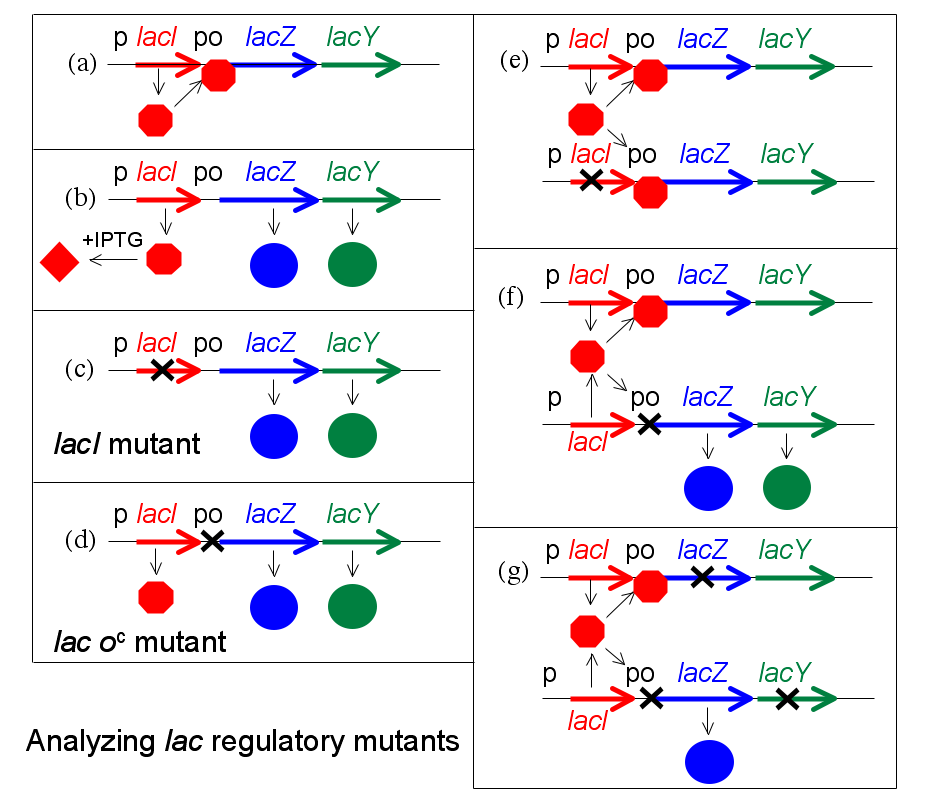 p lacI po lacZ lacY
(a)
p lacI po lacZ lacY
(b)
+IPTG
p lacI po lacZ lacY
(c)
lacI mutant
p lacI po lacZ lacY
(d)
lac oᶜ mutant
Analyzing lac regulatory mutants
p lacI po lacZ lacY
(e)
p lacI po lacZ lacY
p lacI po lacZ lacY
(f)
p po lacZ lacY
lacI
p lacI po lacZ lacY
(g)
p po lacZ lacY
lacI